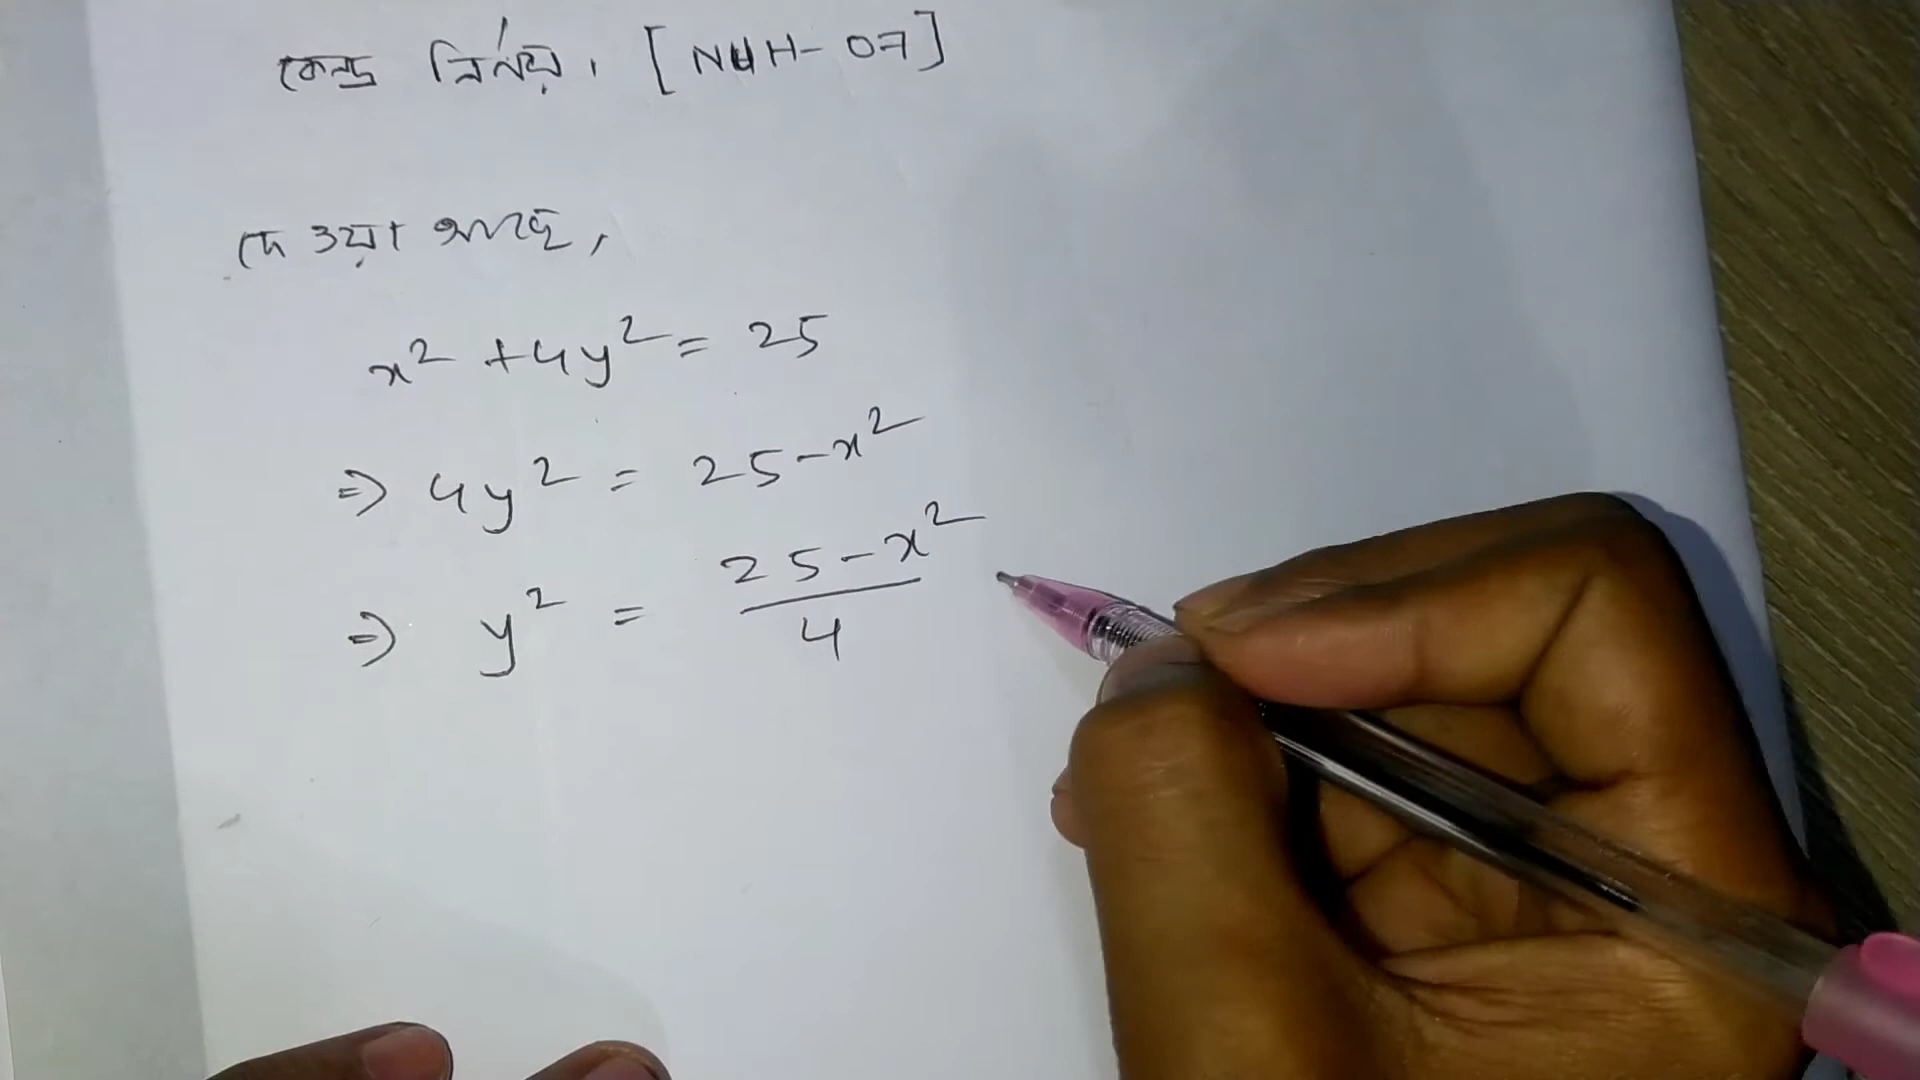 কেন্দ্র নির্ণয়। [NUH-07]
দেওয়া আছে,
x² + 4y² = 25
⇒ 4y² = 25 - x²
⇒ y² = (25 - x²)/4